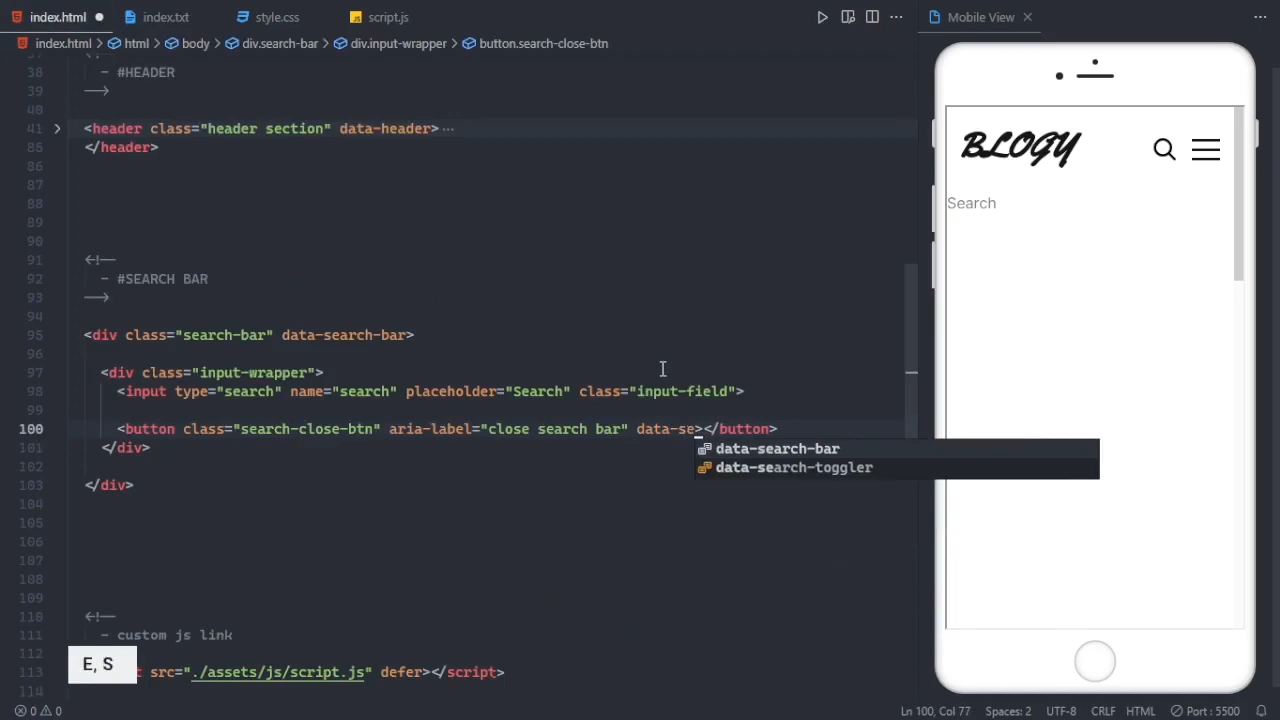 index.html
index.txt
style.css
script.js
Mobile View
index.html > html > body > div.search-bar > div.input-wrapper > button.search-close-btn
38 - #HEADER
39 -->
40
41 <header class="header section" data-header>...
85 </header>
86
87
88
89
90
91 <!--
92 - #SEARCH BAR
93 -->
94
95 <div class="search-bar" data-search-bar>
96
97 <div class="input-wrapper">
98 <input type="search" name="search" placeholder="Search" class="input-field">
99
100 <button class="search-close-btn" aria-label="close search bar" data-se></button>
101 </div>
data-search-bar
102
data-search-toggler
103 </div>
104
105
106
107
108
109
110 <!--
111 - custom js link
112
113 src="./assets/js/script.js" defer></script>
114
E, S
BLOGY
Search
0 0
Ln 100, Col 77
Spaces: 2
UTF-8
CRLF
HTML
Port : 5500